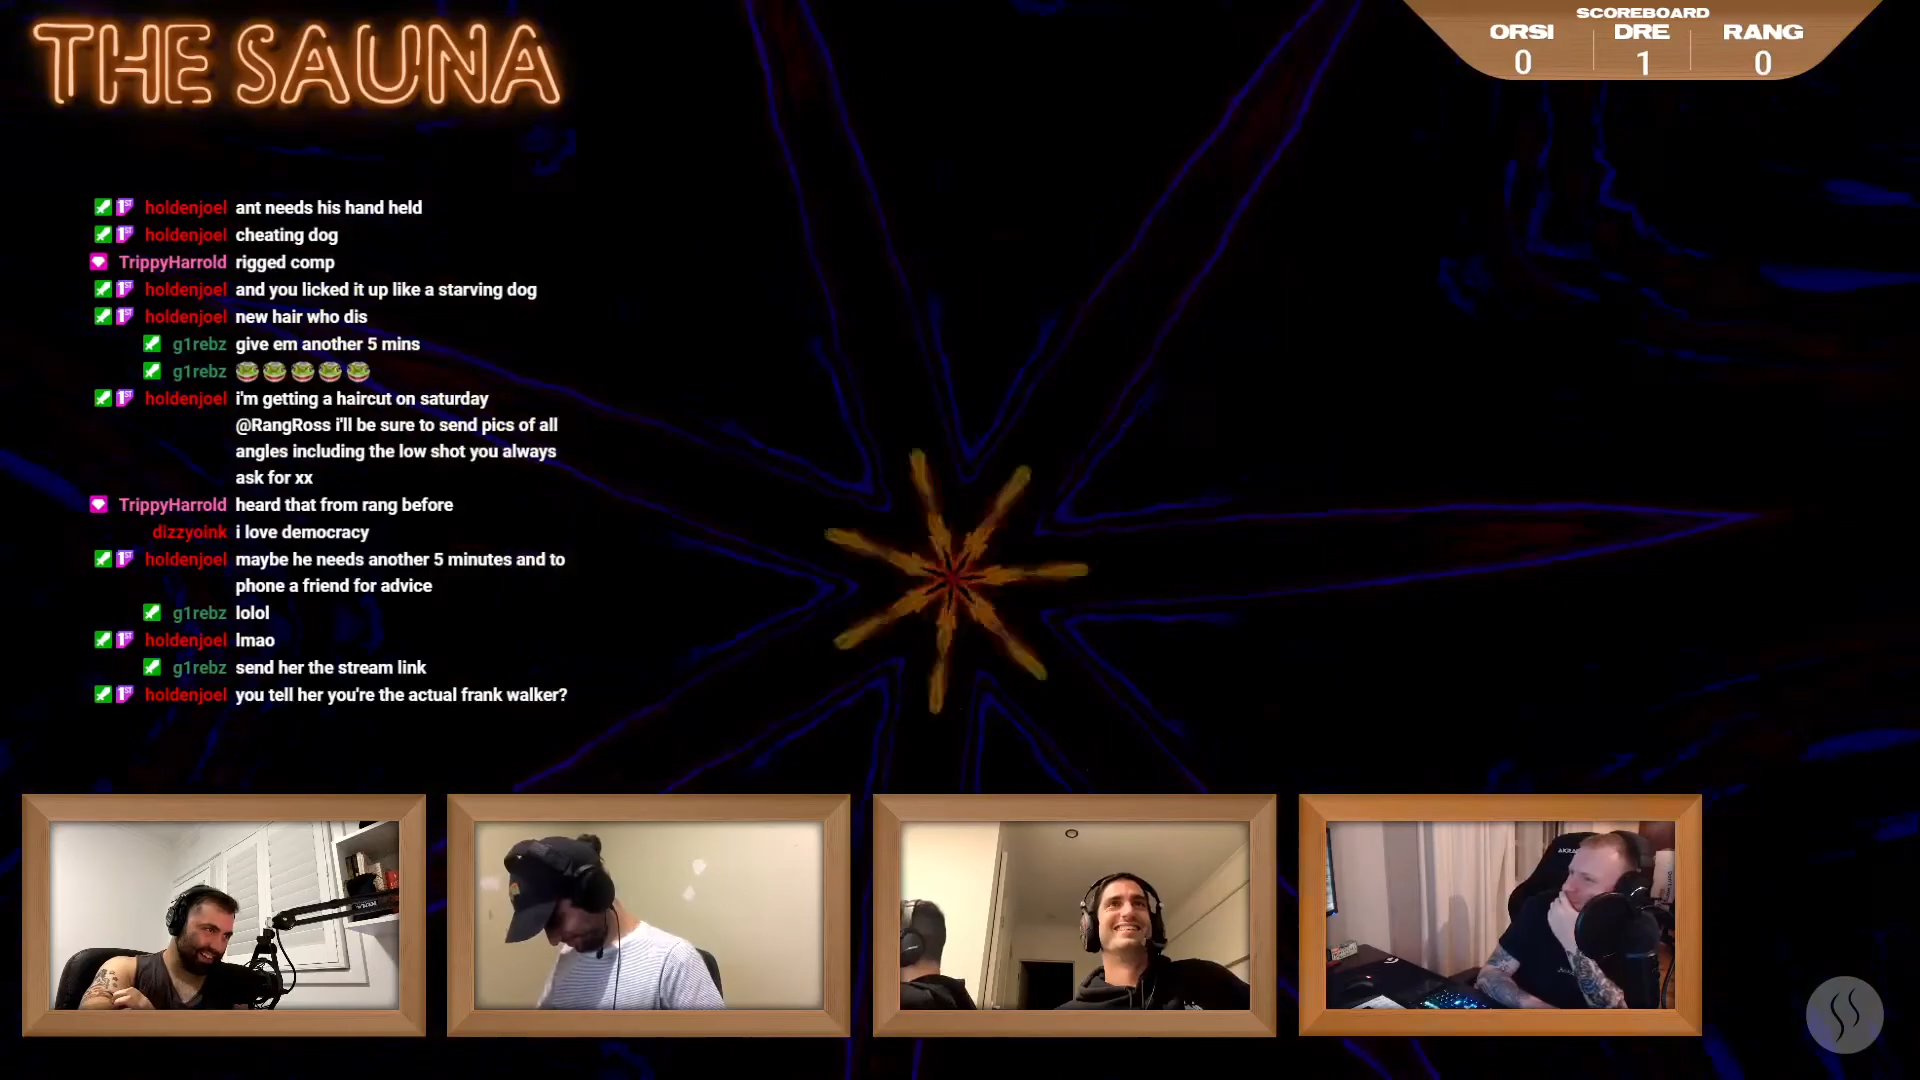 THE SAUNA
SCOREBOARD
ORSI DRE RANG
0 1 0
holdenjoel ant needs his hand held
holdenjoel cheating dog
TrippyHarrold rigged comp
holdenjoel and you licked it up like a starving dog
holdenjoel new hair who dis
g1rebz give em another 5 mins
g1rebz
holdenjoel i'm getting a haircut on saturday
@RangRoss i'll be sure to send pics of all
angles including the low shot you always
ask for xx
TrippyHarrold heard that from rang before
dizzyoink i love democracy
holdenjoel maybe he needs another 5 minutes and to
phone a friend for advice
g1rebz lolol
holdenjoel lmao
g1rebz send her the stream link
holdenjoel you tell her you're the actual frank walker?